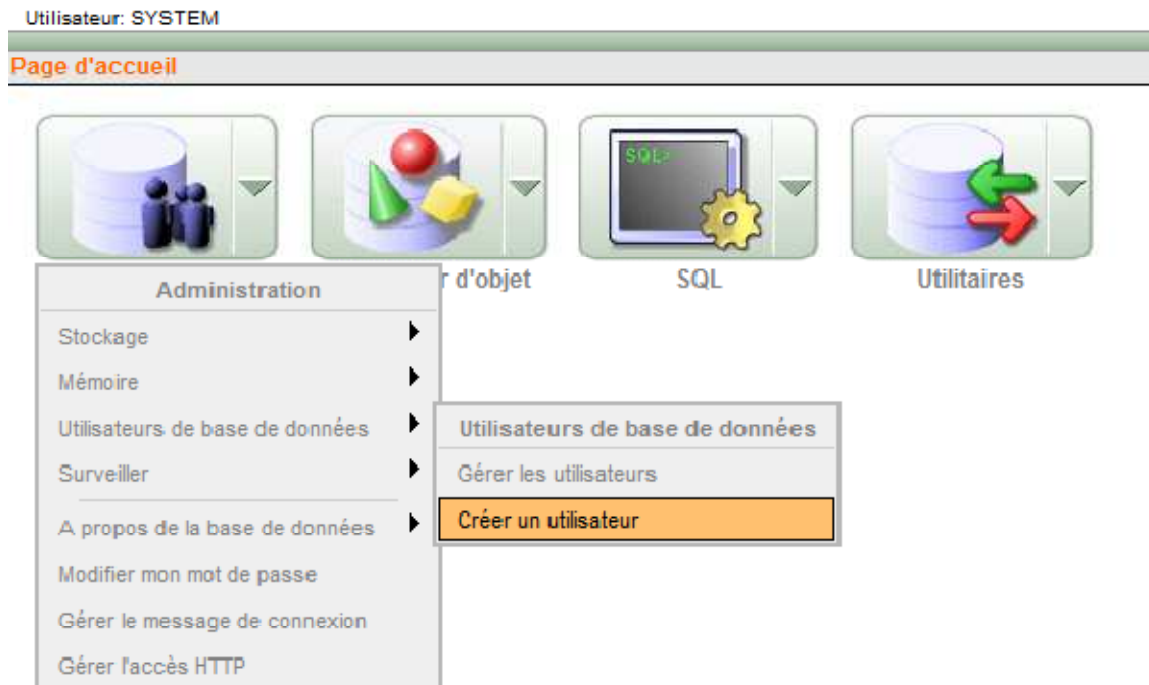 Utilisateur: SYSTEM
Page d'accueil
SQL>
r d'objet
SQL
Utilitaires
Administration
Stockage
Mémoire
Utilisateurs de base de données
Surveiller
A propos de la base de données
Modifier mon mot de passe
Gérer le message de connexion
Gérer l'accès HTTP
Utilisateurs de base de données
Gérer les utilisateurs
Créer un utilisateur